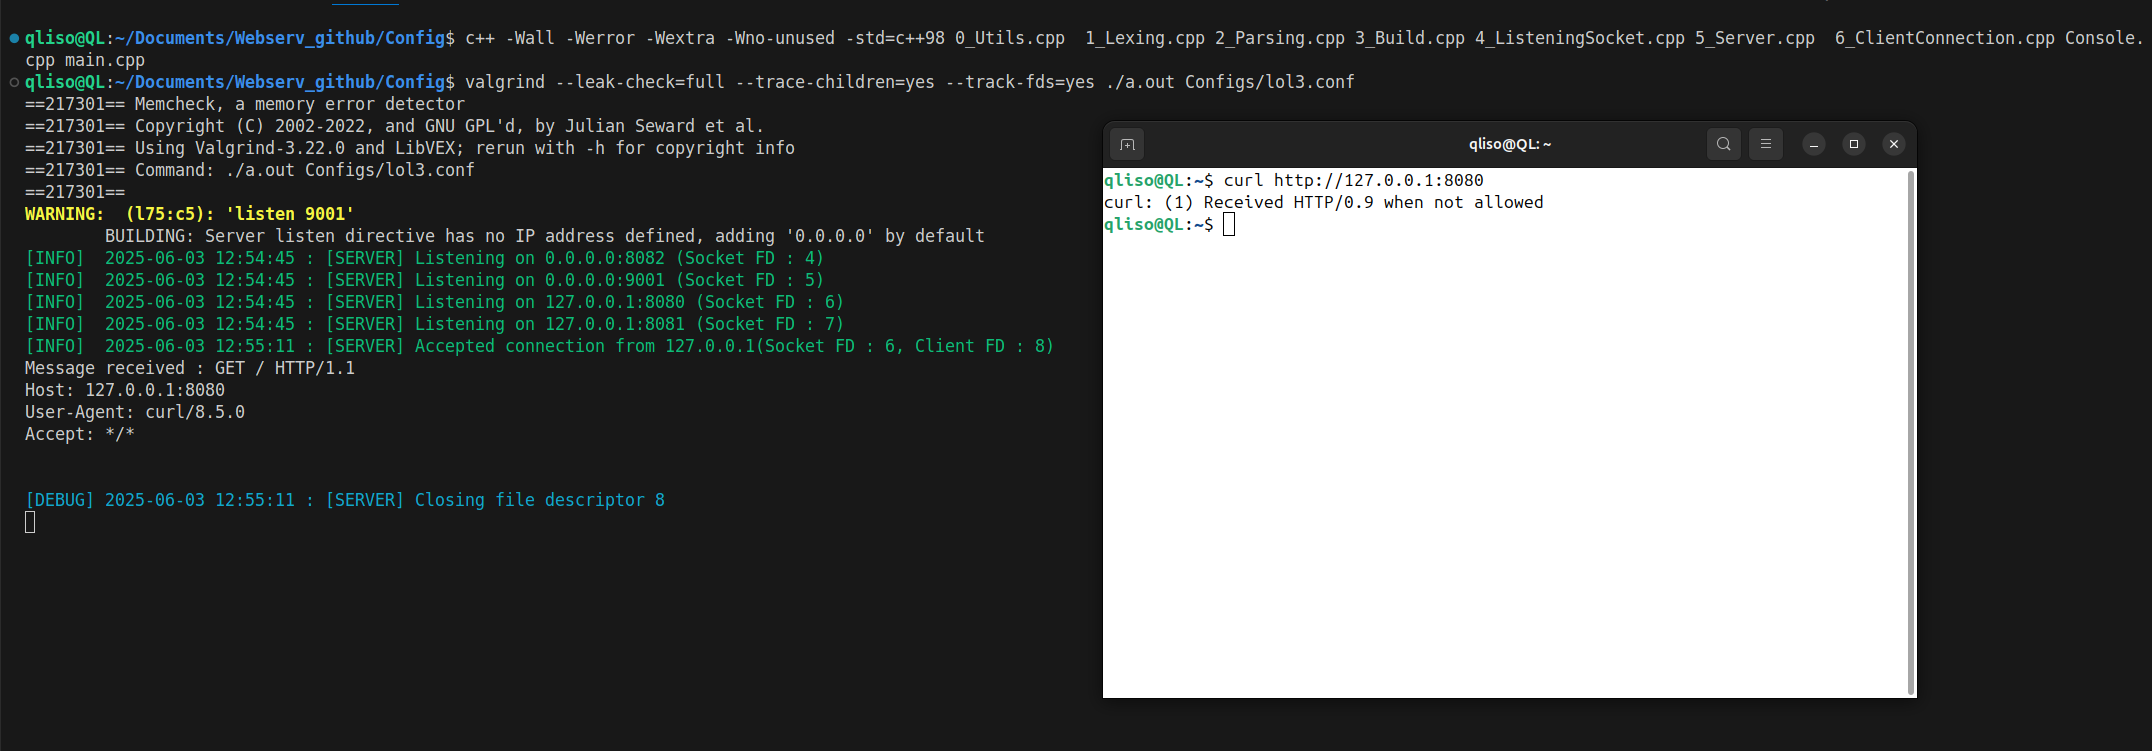 qliso@QL:~/Documents/Webserv_github/Config$ c++ -Wall -Werror -Wextra -Wno-unused -std=c++98 0_Utils.cpp  1_Lexing.cpp 2_Parsing.cpp 3_Build.cpp 4_ListeningSocket.cpp 5_Server.cpp  6_ClientConnection.cpp Console.
cpp main.cpp
qliso@QL:~/Documents/Webserv_github/Config$ valgrind --leak-check=full --trace-children=yes --track-fds=yes ./a.out Configs/lol3.conf
==217301== Memcheck, a memory error detector
==217301== Copyright (C) 2002-2022, and GNU GPL'd, by Julian Seward et al.
==217301== Using Valgrind-3.22.0 and LibVEX; rerun with -h for copyright info
==217301== Command: ./a.out Configs/lol3.conf
==217301==
WARNING:  (l75:c5): 'listen 9001'
        BUILDING: Server listen directive has no IP address defined, adding '0.0.0.0' by default
[INFO]  2025-06-03 12:54:45 : [SERVER] Listening on 0.0.0.0:8082 (Socket FD : 4)
[INFO]  2025-06-03 12:54:45 : [SERVER] Listening on 0.0.0.0:9001 (Socket FD : 5)
[INFO]  2025-06-03 12:54:45 : [SERVER] Listening on 127.0.0.1:8080 (Socket FD : 6)
[INFO]  2025-06-03 12:54:45 : [SERVER] Listening on 127.0.0.1:8081 (Socket FD : 7)
[INFO]  2025-06-03 12:55:11 : [SERVER] Accepted connection from 127.0.0.1(Socket FD : 6, Client FD : 8)
Message received : GET / HTTP/1.1
Host: 127.0.0.1:8080
User-Agent: curl/8.5.0
Accept: */*
[DEBUG] 2025-06-03 12:55:11 : [SERVER] Closing file descriptor 8
qliso@QL: ~
qliso@QL:~$ curl http://127.0.0.1:8080
curl: (1) Received HTTP/0.9 when not allowed
qliso@QL:~$